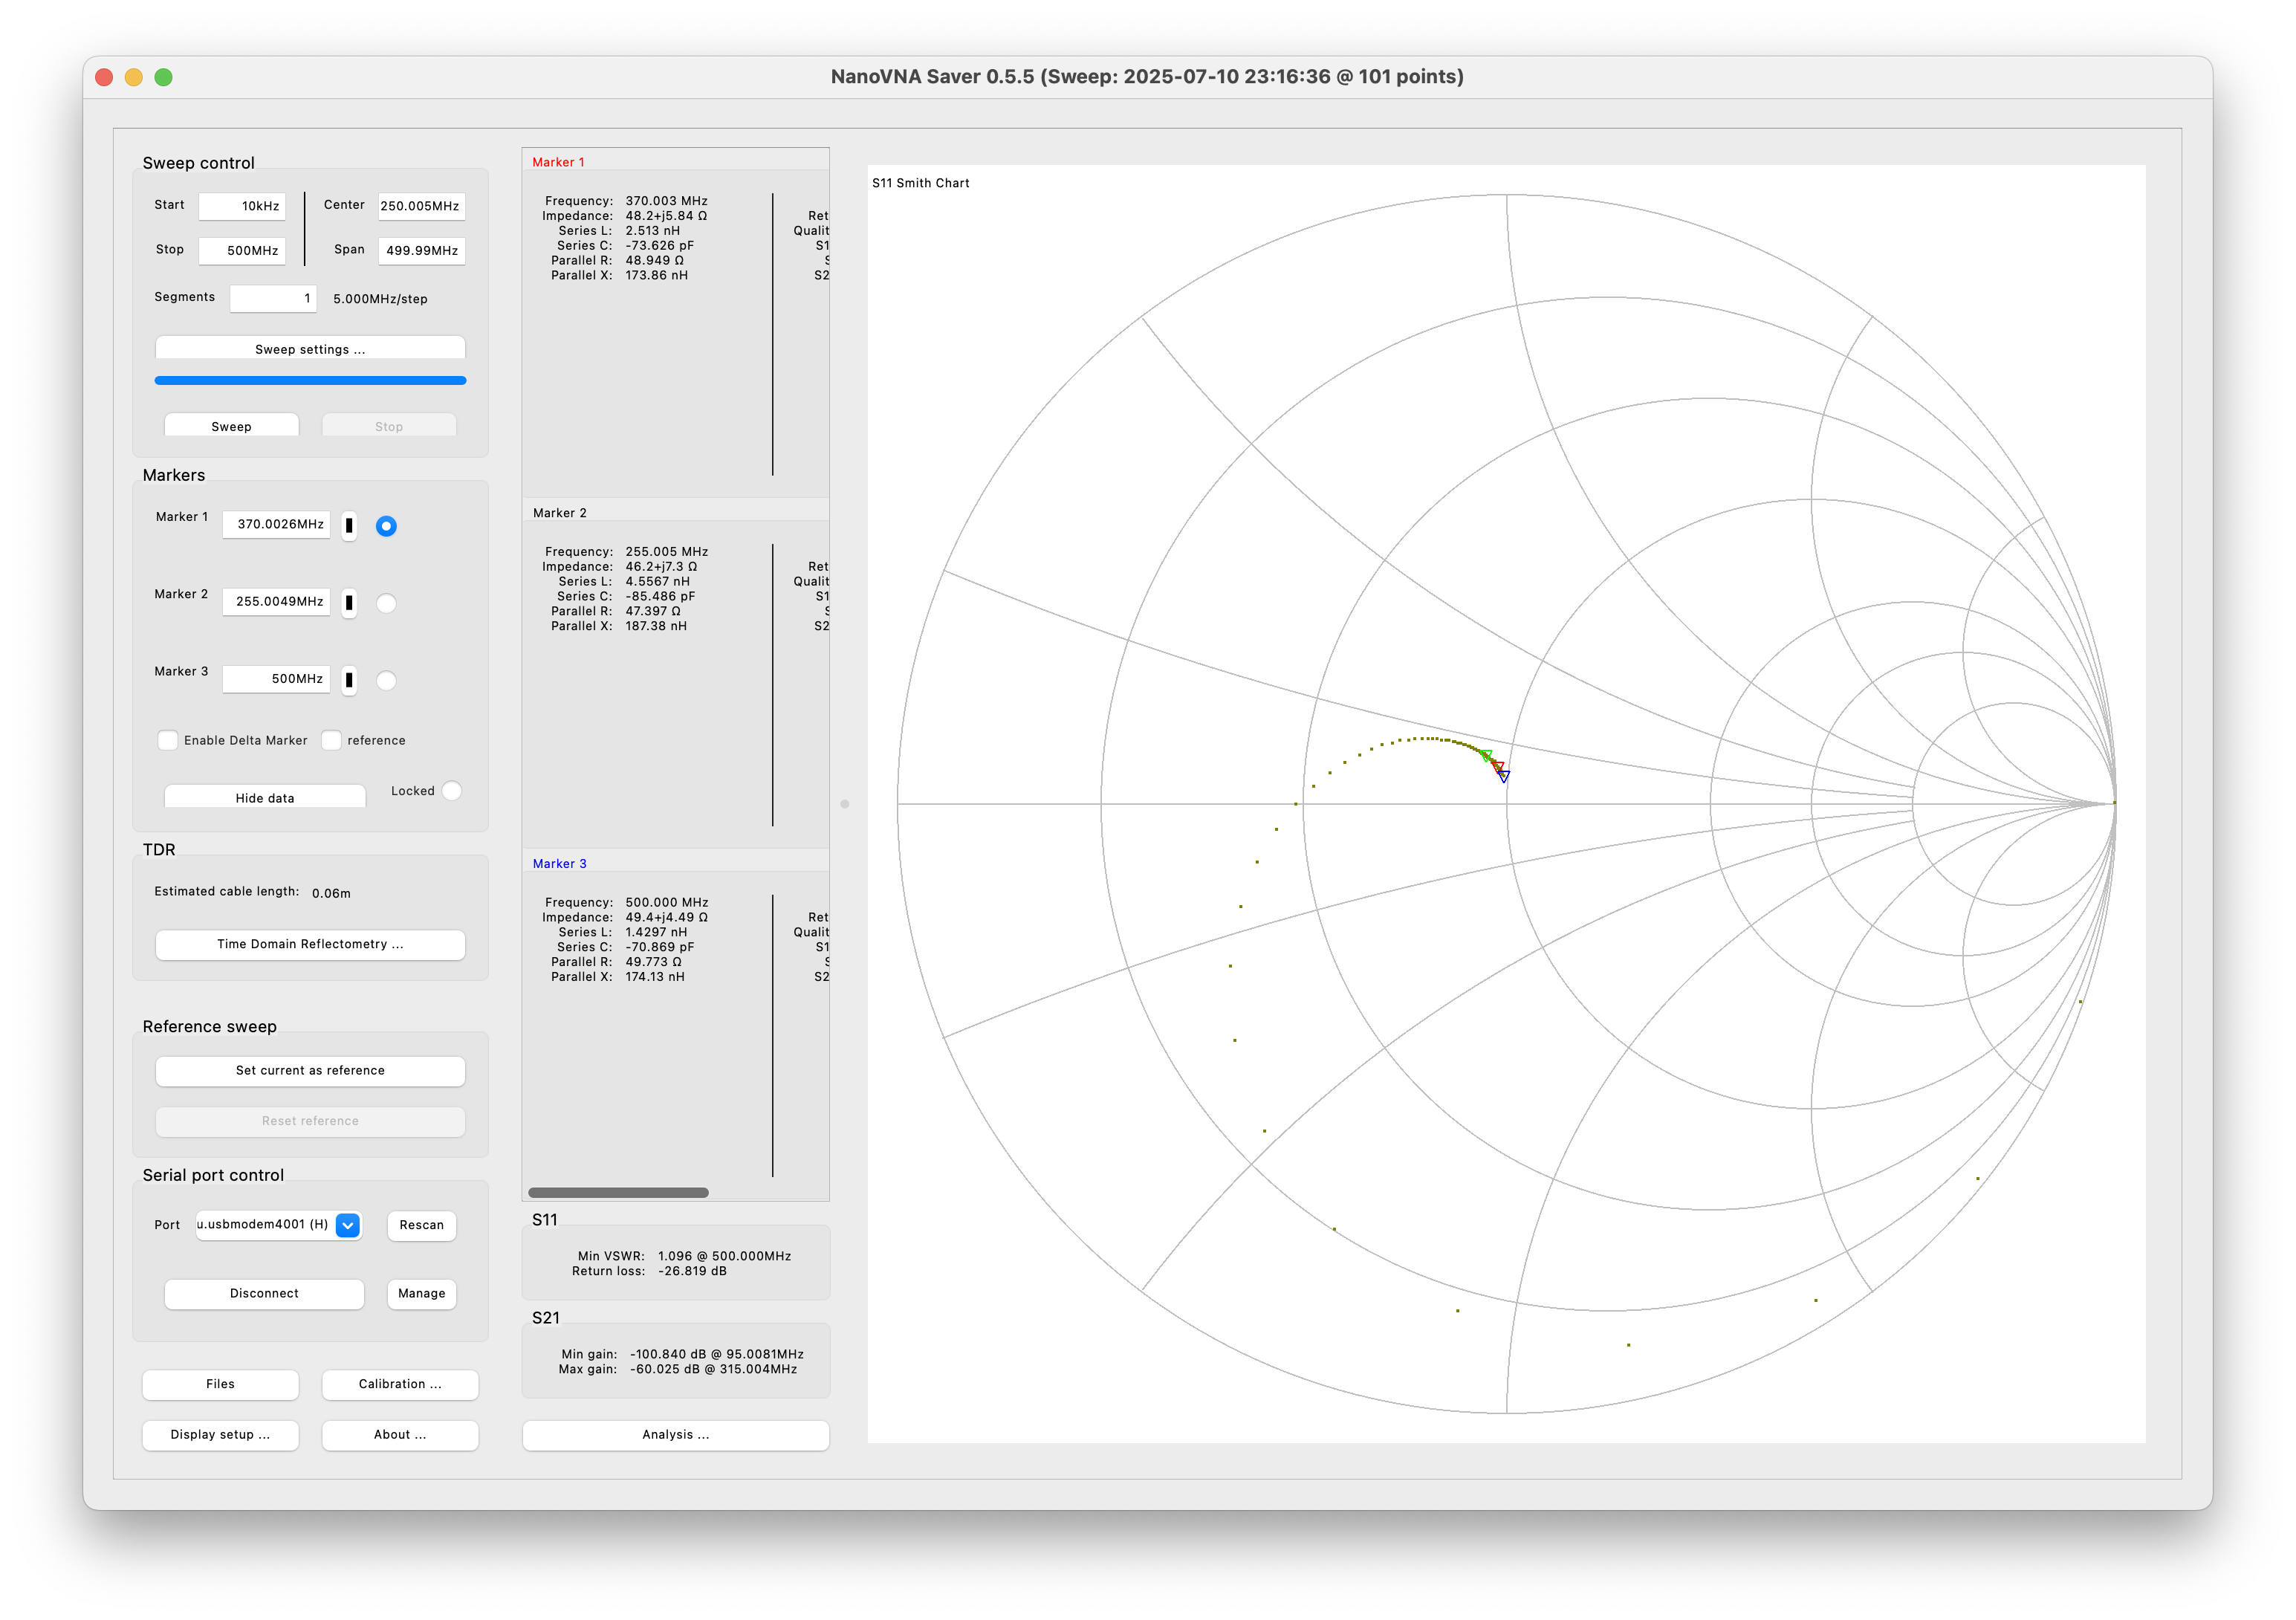 NanoVNA Saver 0.5.5 (Sweep: 2025-07-10 23:16:36 @ 101 points)
Sweep control
Start 10kHz Center 250.005MHz
Stop 500MHz Span 499.99MHz
Segments 1 5.000MHz/step
Sweep settings ...
Sweep Stop
Markers
Marker 1 370.0026MHz
Marker 2 255.0049MHz
Marker 3 500MHz
Enable Delta Marker reference
Hide data Locked
TDR
Estimated cable length: 0.06m
Time Domain Reflectometry ...
Reference sweep
Set current as reference
Reset reference
Serial port control
Port u.usbmodem4001 (H) Rescan
Disconnect Manage
Files Calibration ...
Display setup ... About ...
Marker 1
Frequency: 370.003 MHz
Impedance: 48.2+j5.84 Ω Ret
Series L: 2.513 nH Qualit
Series C: -73.626 pF S1
Parallel R: 48.949 Ω S
Parallel X: 173.86 nH S2
Marker 2
Frequency: 255.005 MHz
Impedance: 46.2+j7.3 Ω Ret
Series L: 4.5567 nH Qualit
Series C: -85.486 pF S1
Parallel R: 47.397 Ω S
Parallel X: 187.38 nH S2
Marker 3
Frequency: 500.000 MHz
Impedance: 49.4+j4.49 Ω Ret
Series L: 1.4297 nH Qualit
Series C: -70.869 pF S1
Parallel R: 49.773 Ω S
Parallel X: 174.13 nH S2
S11
Min VSWR: 1.096 @ 500.000MHz
Return loss: -26.819 dB
S21
Min gain: -100.840 dB @ 95.0081MHz
Max gain: -60.025 dB @ 315.004MHz
Analysis ...
S11 Smith Chart